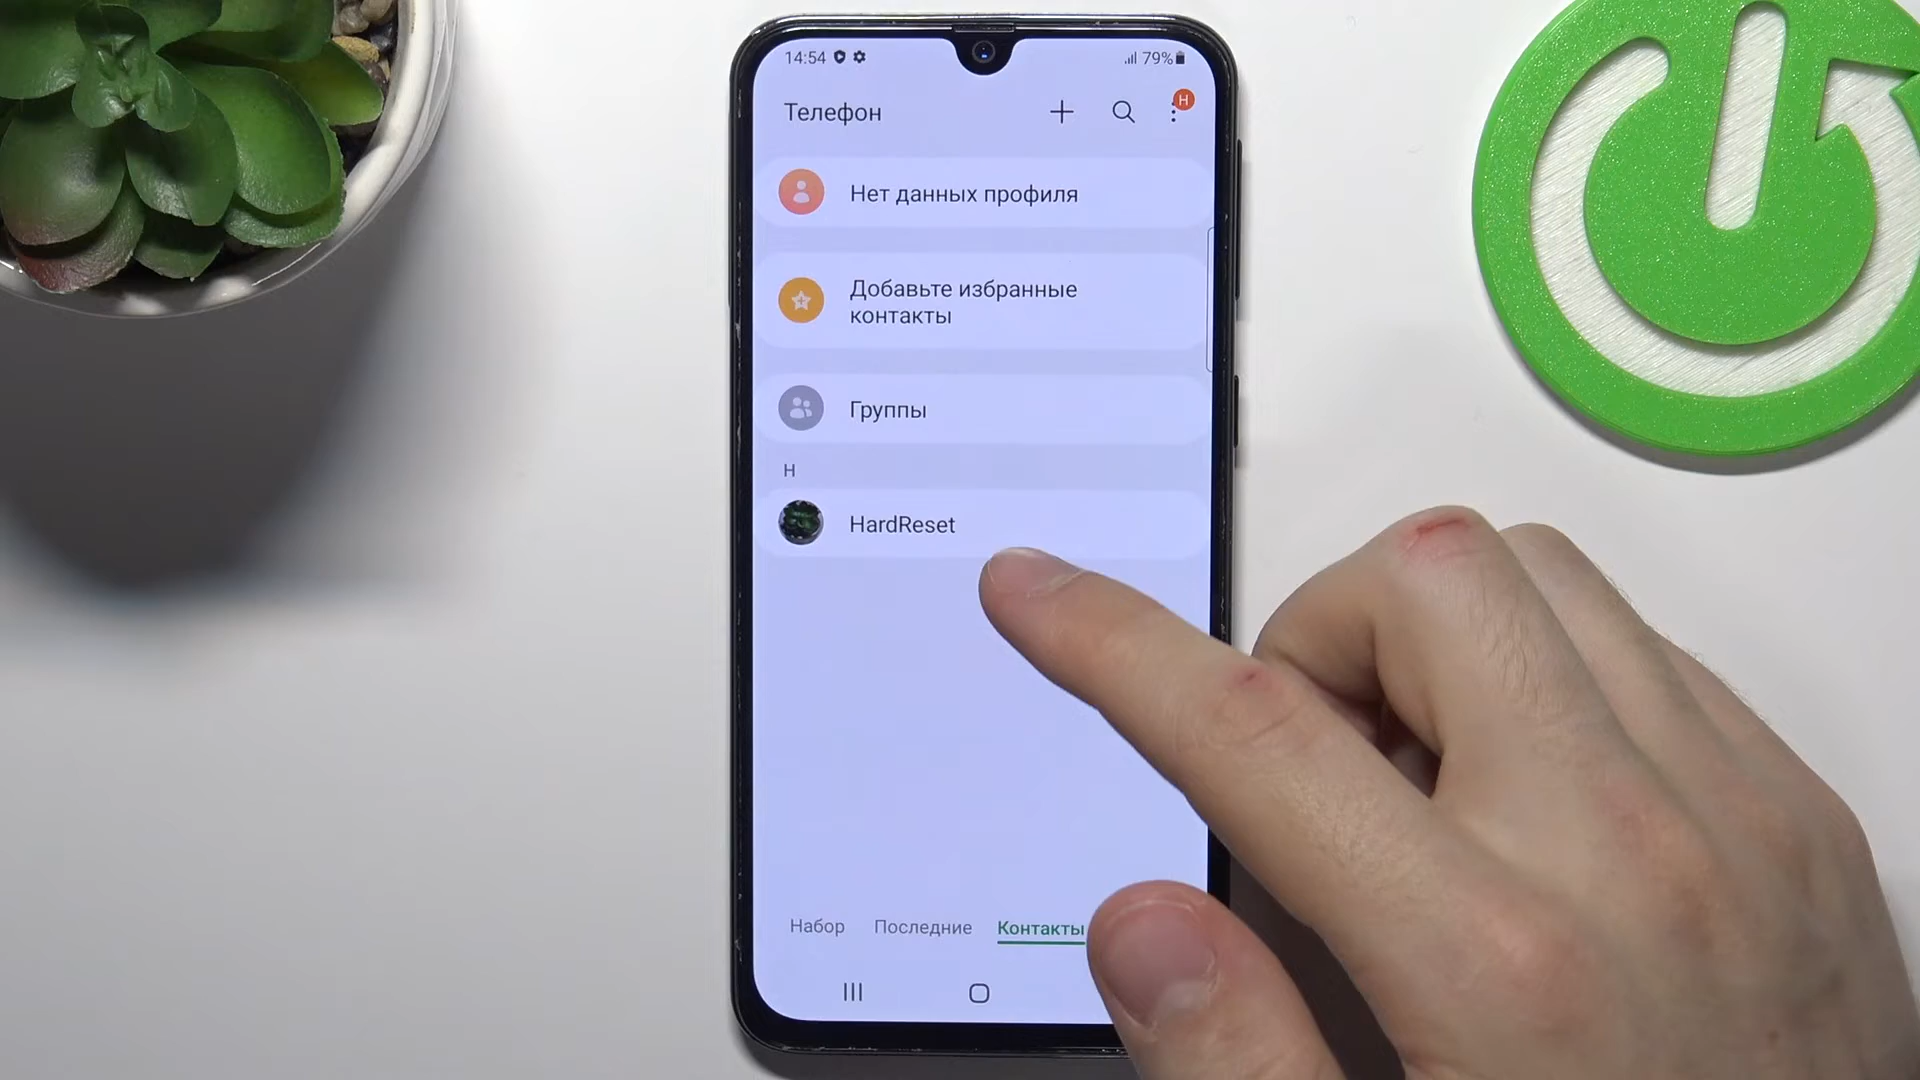 14:54
79%
Телефон
Н
Нет данных профиля
Добавьте избранные
контакты
Группы
H
HardReset
Набор
Последние
Контакты